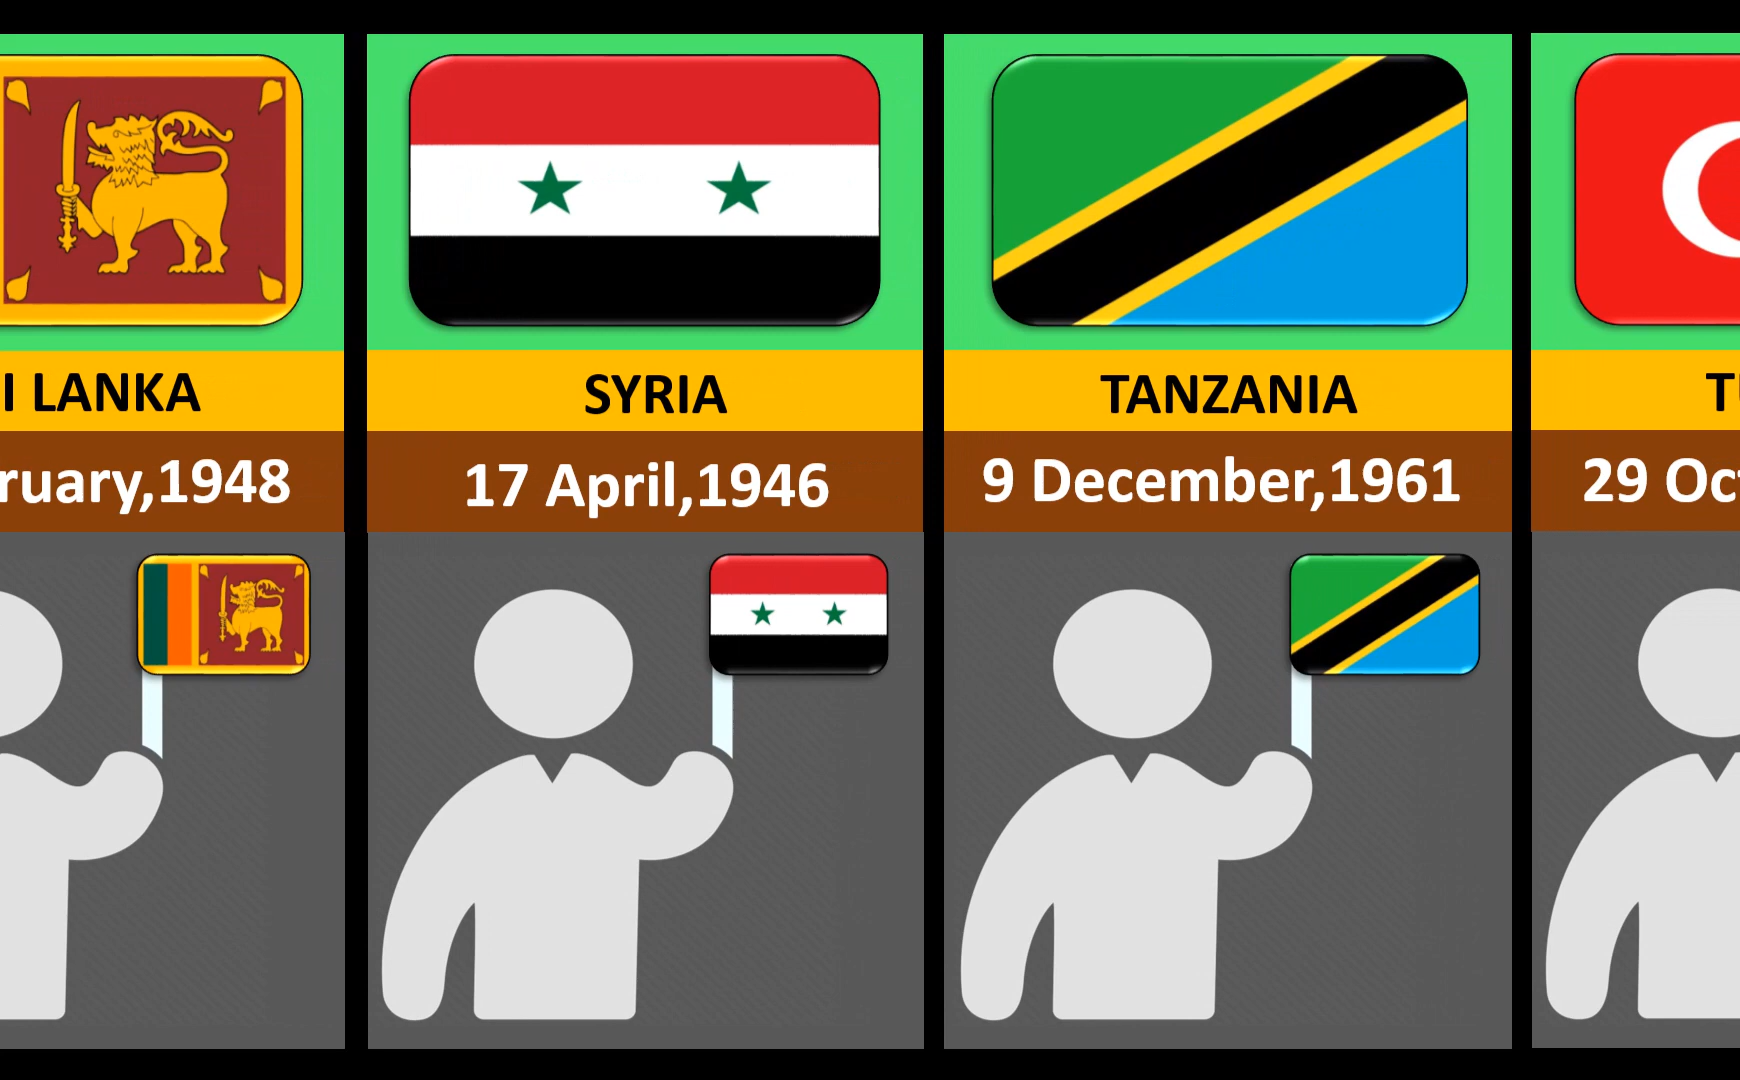 I LANKA
ruary,1948
SYRIA
17 April,1946
TANZANIA
9 December,1961
T
29 Oc